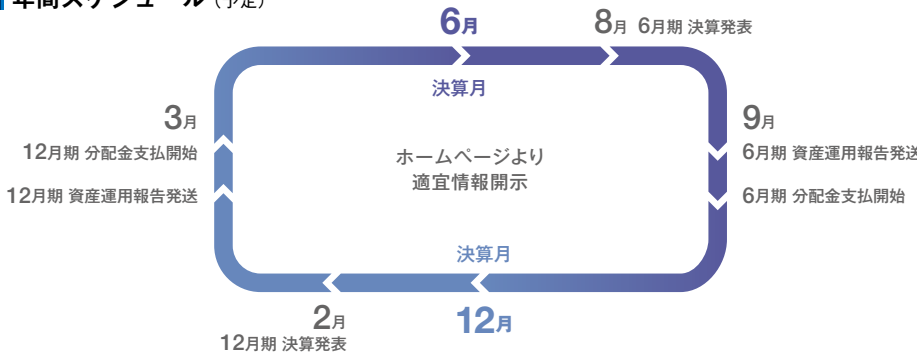 年間スケジュール（予定）
6月
決算月
8月 6月期 決算発表
9月
6月期 資産運用報告発送
6月期 分配金支払開始
ホームページより
適宜情報開示
決算月
12月
2月
12月期 決算発表
3月
12月期 分配金支払開始
12月期 資産運用報告発送